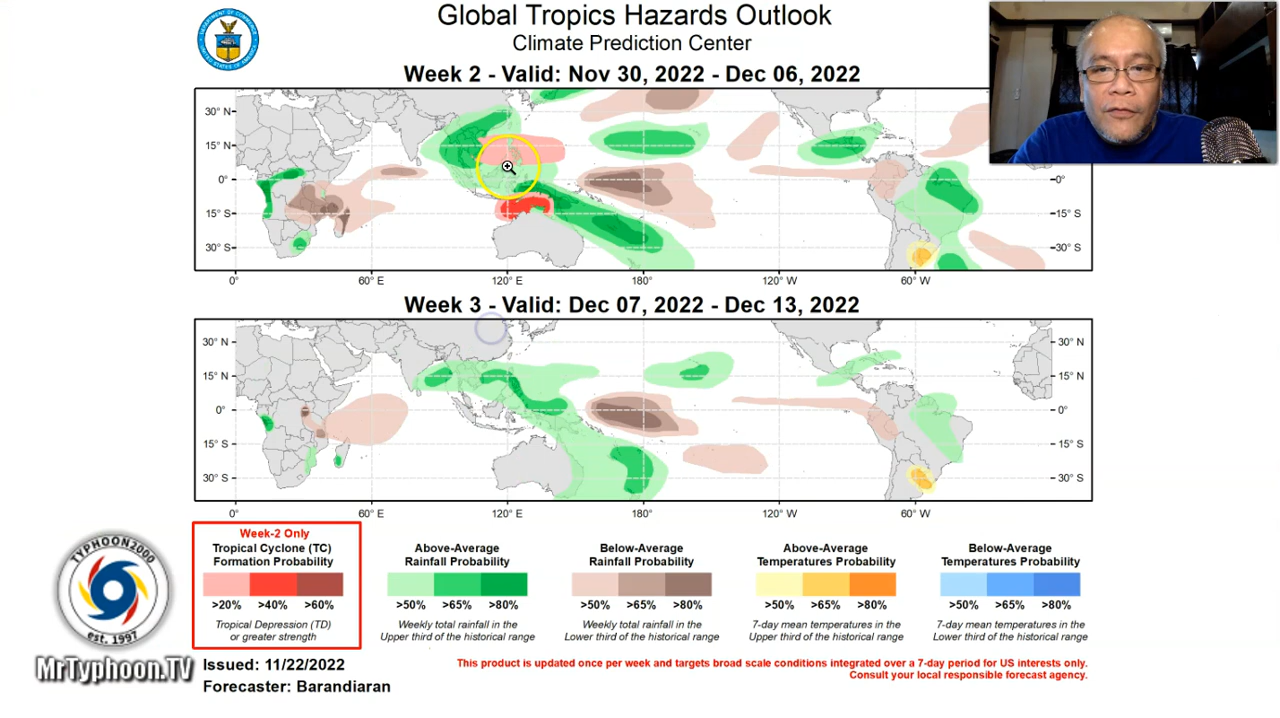 Global Tropics Hazards Outlook
Climate Prediction Center
Week 2 - Valid: Nov 30, 2022 - Dec 06, 2022
30° N
15° N
0°
15° S
30° S
0°
15° S
30° S
0°
60° E
120° E
180°
120° W
60° W
Week 3 - Valid: Dec 07, 2022 - Dec 13, 2022
30° N
15° N
0°
15° S
30° S
30° N
15° N
0°
15° S
30° S
0°
60° E
120° E
180°
120° W
60° W
Week-2 Only
Tropical Cyclone (TC)
Formation Probability
>20% >40% >60%
Tropical Depression (TD)
or greater strength
Above-Average
Rainfall Probability
>50% >65% >80%
Weekly total rainfall in the
Upper third of the historical range
Below-Average
Rainfall Probability
>50% >65% >80%
Weekly total rainfall in the
Lower third of the historical range
Above-Average
Temperatures Probability
>50% >65% >80%
7-day mean temperatures in the
Upper third of the historical range
Below-Average
Temperatures Probability
>50% >65% >80%
7-day mean temperatures in the
Lower third of the historical range
TYPHOON2000
est. 1997
MrTyphoon.TV
Issued: 11/22/2022
Forecaster: Barandiaran
This product is updated once per week and targets broad scale conditions integrated over a 7-day period for US interests only.
Consult your local responsible forecast agency.